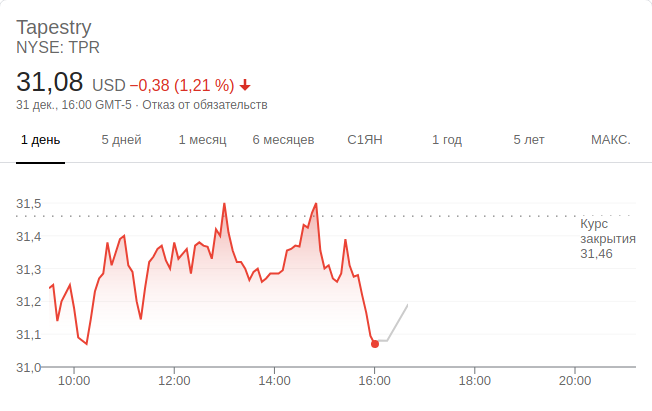 Tapestry
NYSE: TPR
31,08 USD −0,38 (1,21 %)
31 дек., 16:00 GMT-5 · Отказ от обязательств
1 день 5 дней 1 месяц 6 месяцев С1ЯН 1 год 5 лет МАКС.
31,5
Курс
31,4
закрытия
31,46
31,3
31,2
31,1
31,0
10:00 12:00 14:00 16:00 18:00 20:00